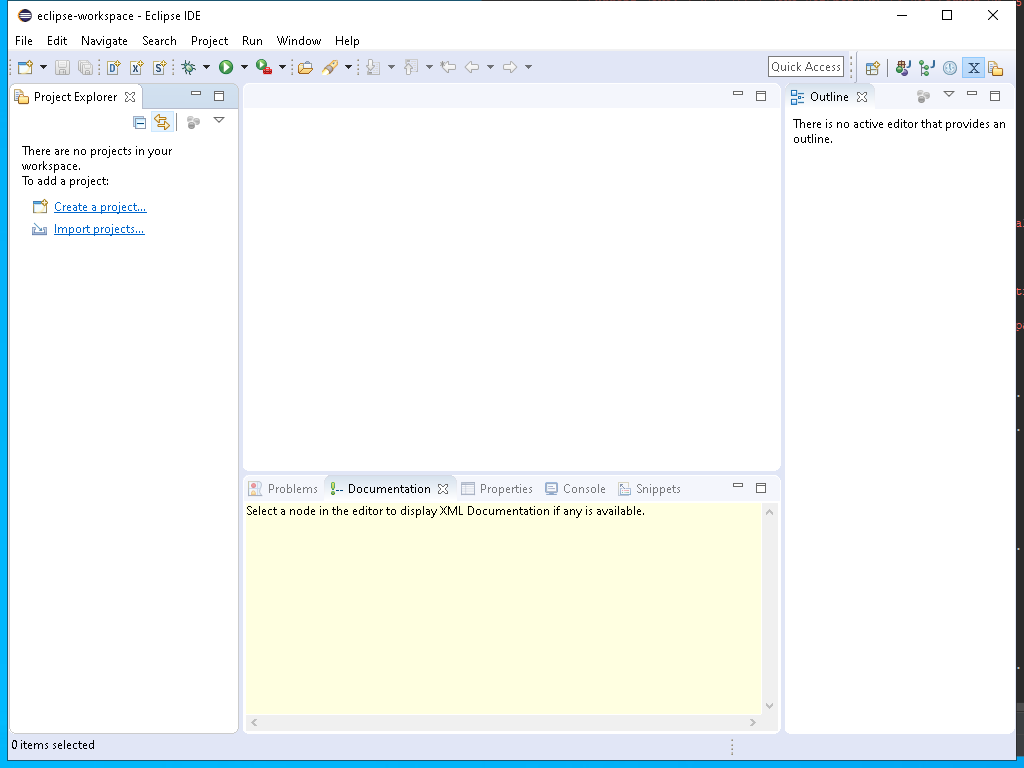 eclipse-workspace - Eclipse IDE
File Edit Navigate Search Project Run Window Help
Quick Access
Project Explorer
Outline
There are no projects in your
workspace.
To add a project:
Create a project...
Import projects...
There is no active editor that provides an
outline.
Problems Documentation Properties Console Snippets
Select a node in the editor to display XML Documentation if any is available.
0 items selected